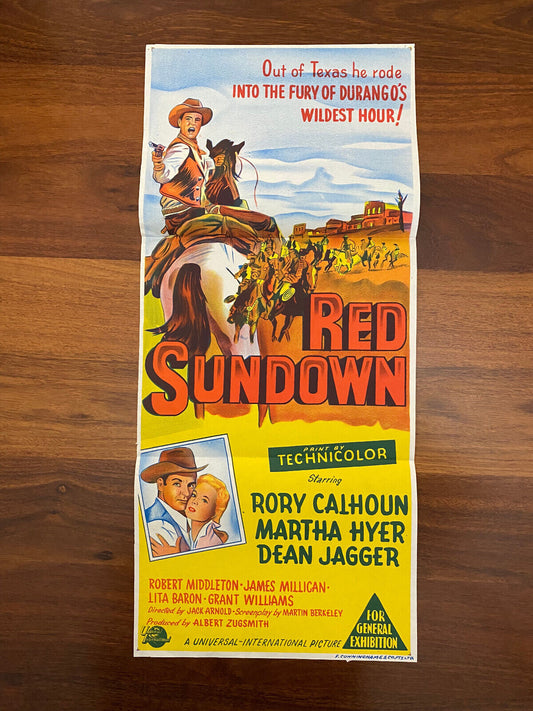 Out of Texas he rode
INTO THE FURY OF DURANGO'S
WILDEST HOUR!
RED
SUNDOWN
PRINT BY
TECHNICOLOR
Starring
RORY CALHOUN
MARTHA HYER
DEAN JAGGER
ROBERT MIDDLETON · JAMES MILLICAN ·
LITA BARON · GRANT WILLIAMS
Directed by JACK ARNOLD · Screenplay by MARTIN BERKELEY
Produced by ALBERT ZUGSMITH
A UNIVERSAL-INTERNATIONAL PICTURE
FOR
GENERAL
EXHIBITION